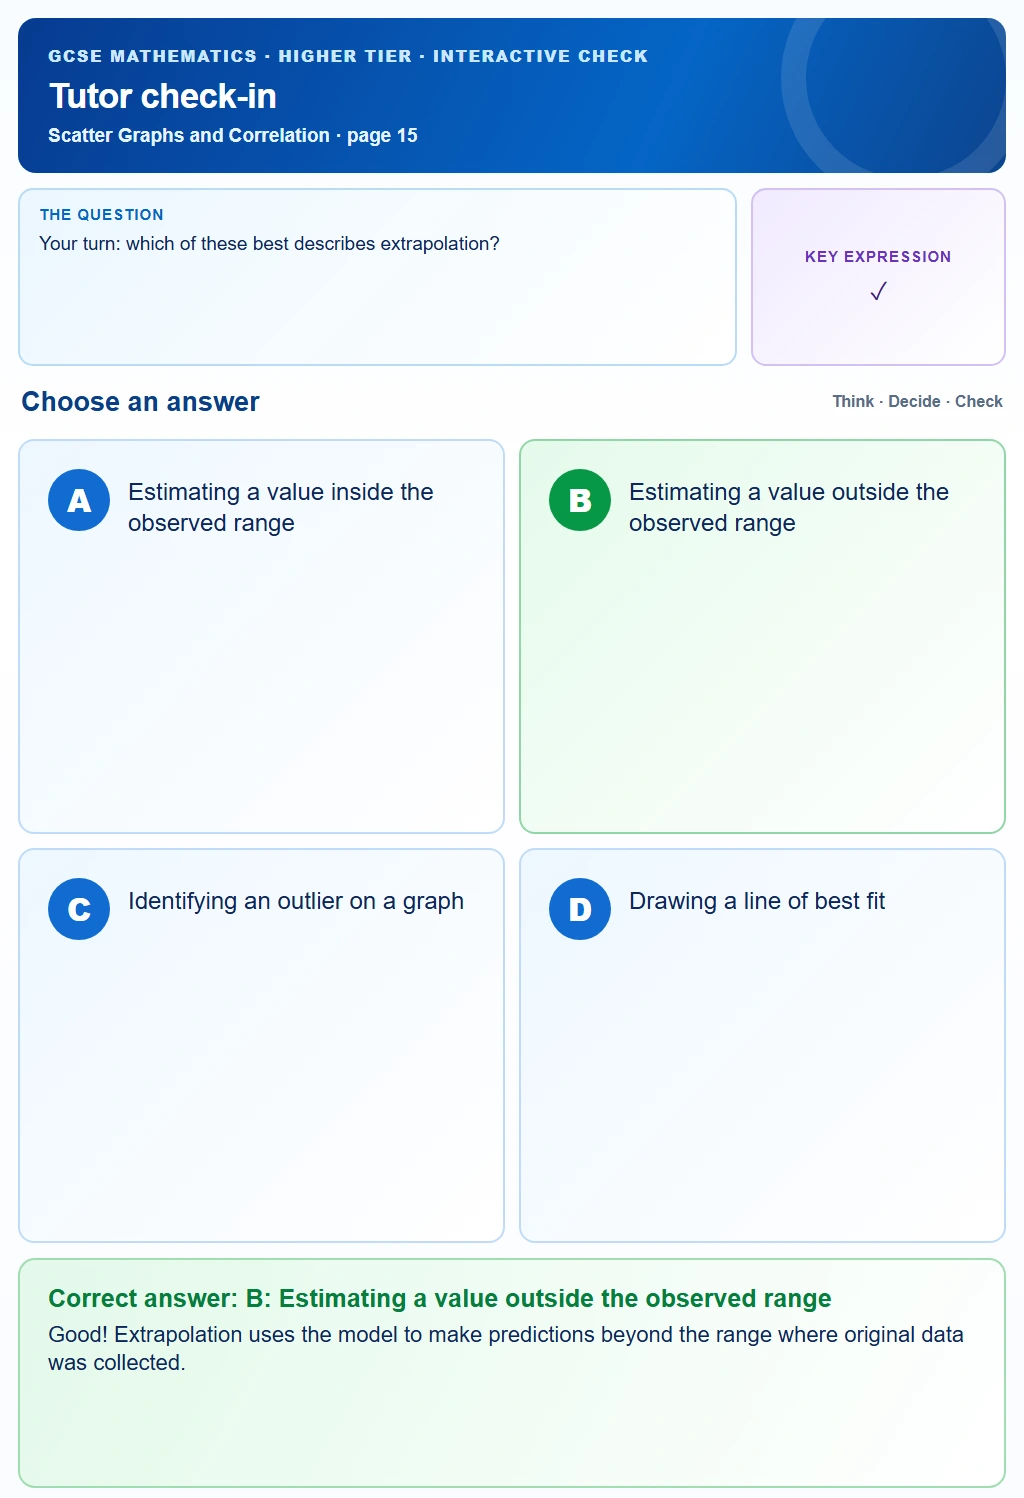 GCSE MATHEMATICS · HIGHER TIER · INTERACTIVE CHECK
Tutor check-in
Scatter Graphs and Correlation · page 15
THE QUESTION
Your turn: which of these best describes extrapolation?
KEY EXPRESSION
✓
Choose an answer
Think · Decide · Check
A
Estimating a value inside the
observed range
B
Estimating a value outside the
observed range
C
Identifying an outlier on a graph
D
Drawing a line of best fit
Correct answer: B: Estimating a value outside the observed range
Good! Extrapolation uses the model to make predictions beyond the range where original data
was collected.